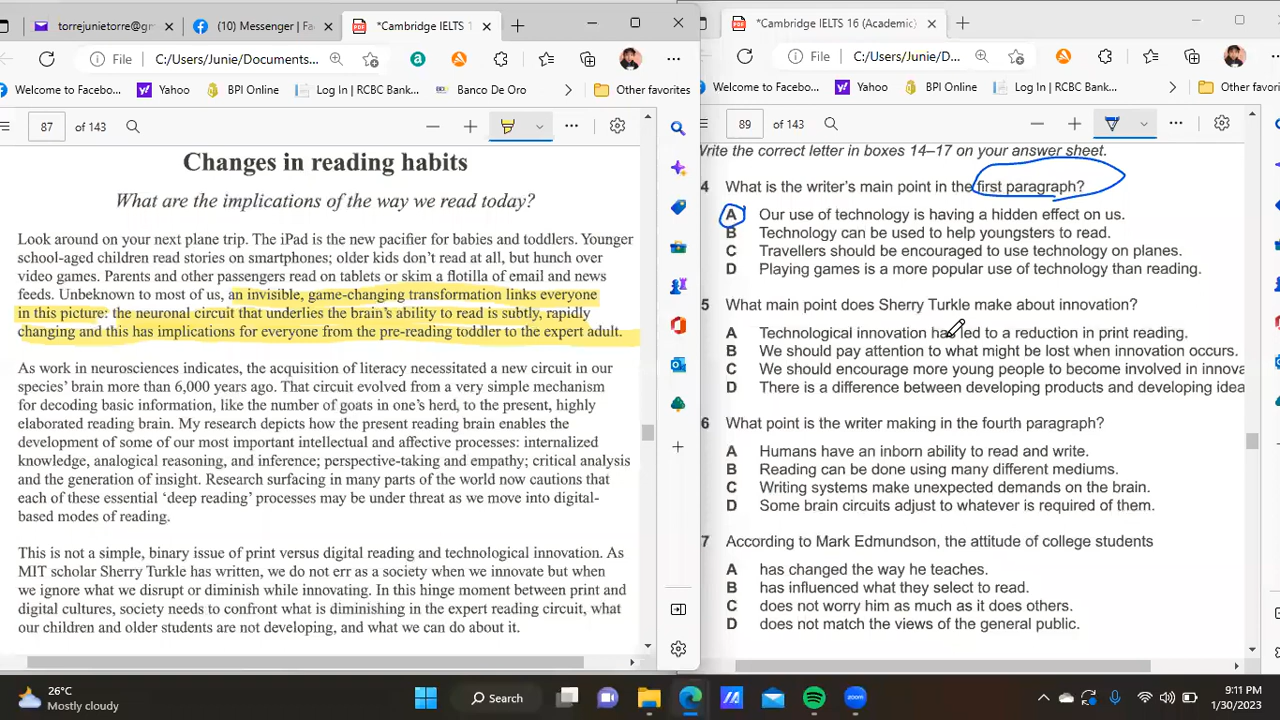 torrejunietorre@gr
(10) Messenger | Fac
*Cambridge IELTS 1
File
C:/Users/Junie/Documents...
Welcome to Facebo...
Yahoo
BPI Online
Log In | RCBC Bank...
Banco De Oro
Other favorites
87
of 143
Changes in reading habits
What are the implications of the way we read today?
Look around on your next plane trip. The iPad is the new pacifier for babies and toddlers. Younger
school-aged children read stories on smartphones; older kids don't read at all, but hunch over
video games. Parents and other passengers read on tablets or skim a flotilla of email and news
feeds. Unbeknown to most of us, an invisible, game-changing transformation links everyone
in this picture: the neuronal circuit that underlies the brain's ability to read is subtly, rapidly
changing and this has implications for everyone from the pre-reading toddler to the expert adult.
As work in neurosciences indicates, the acquisition of literacy necessitated a new circuit in our
species' brain more than 6,000 years ago. That circuit evolved from a very simple mechanism
for decoding basic information, like the number of goats in one's herd, to the present, highly
elaborated reading brain. My research depicts how the present reading brain enables the
development of some of our most important intellectual and affective processes: internalized
knowledge, analogical reasoning, and inference; perspective-taking and empathy; critical analysis
and the generation of insight. Research surfacing in many parts of the world now cautions that
each of these essential 'deep reading' processes may be under threat as we move into digital-
based modes of reading.
This is not a simple, binary issue of print versus digital reading and technological innovation. As
MIT scholar Sherry Turkle has written, we do not err as a society when we innovate but when
we ignore what we disrupt or diminish while innovating. In this hinge moment between print and
digital cultures, society needs to confront what is diminishing in the expert reading circuit, what
our children and older students are not developing, and what we can do about it.
*Cambridge IELTS 16 (Academic)
File
C:/Users/Junie/D...
Welcome to Facebo...
Yahoo
BPI Online
Log In | RCBC Bank...
Other favo
89
of 143
Write the correct letter in boxes 14–17 on your answer sheet.
4 What is the writer's main point in the first paragraph?
A Our use of technology is having a hidden effect on us.
B Technology can be used to help youngsters to read.
C Travellers should be encouraged to use technology on planes.
D Playing games is a more popular use of technology than reading.
5 What main point does Sherry Turkle make about innovation?
A Technological innovation has led to a reduction in print reading.
B We should pay attention to what might be lost when innovation occurs.
C We should encourage more young people to become involved in innova
D There is a difference between developing products and developing idea
6 What point is the writer making in the fourth paragraph?
A Humans have an inborn ability to read and write.
B Reading can be done using many different mediums.
C Writing systems make unexpected demands on the brain.
D Some brain circuits adjust to whatever is required of them.
7 According to Mark Edmundson, the attitude of college students
A has changed the way he teaches.
B has influenced what they select to read.
C does not worry him as much as it does others.
D does not match the views of the general public.
26°C
Mostly cloudy
Search
zoom
9:11 PM
1/30/2023